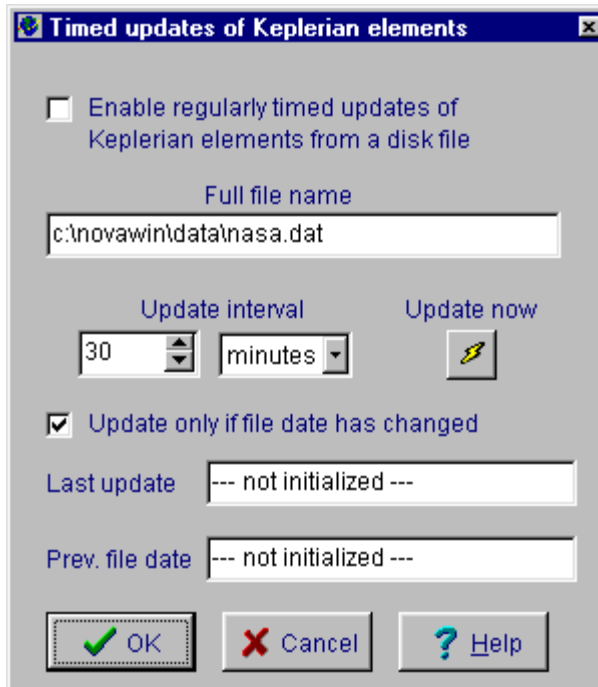 Timed updates of Keplerian elements
Enable regularly timed updates of
Keplerian elements from a disk file
Full file name
c:\novawin\data\nasa.dat
Update interval
Update now
30
minutes
Update only if file date has changed
Last update
--- not initialized ---
Prev. file date
--- not initialized ---
OK
Cancel
Help